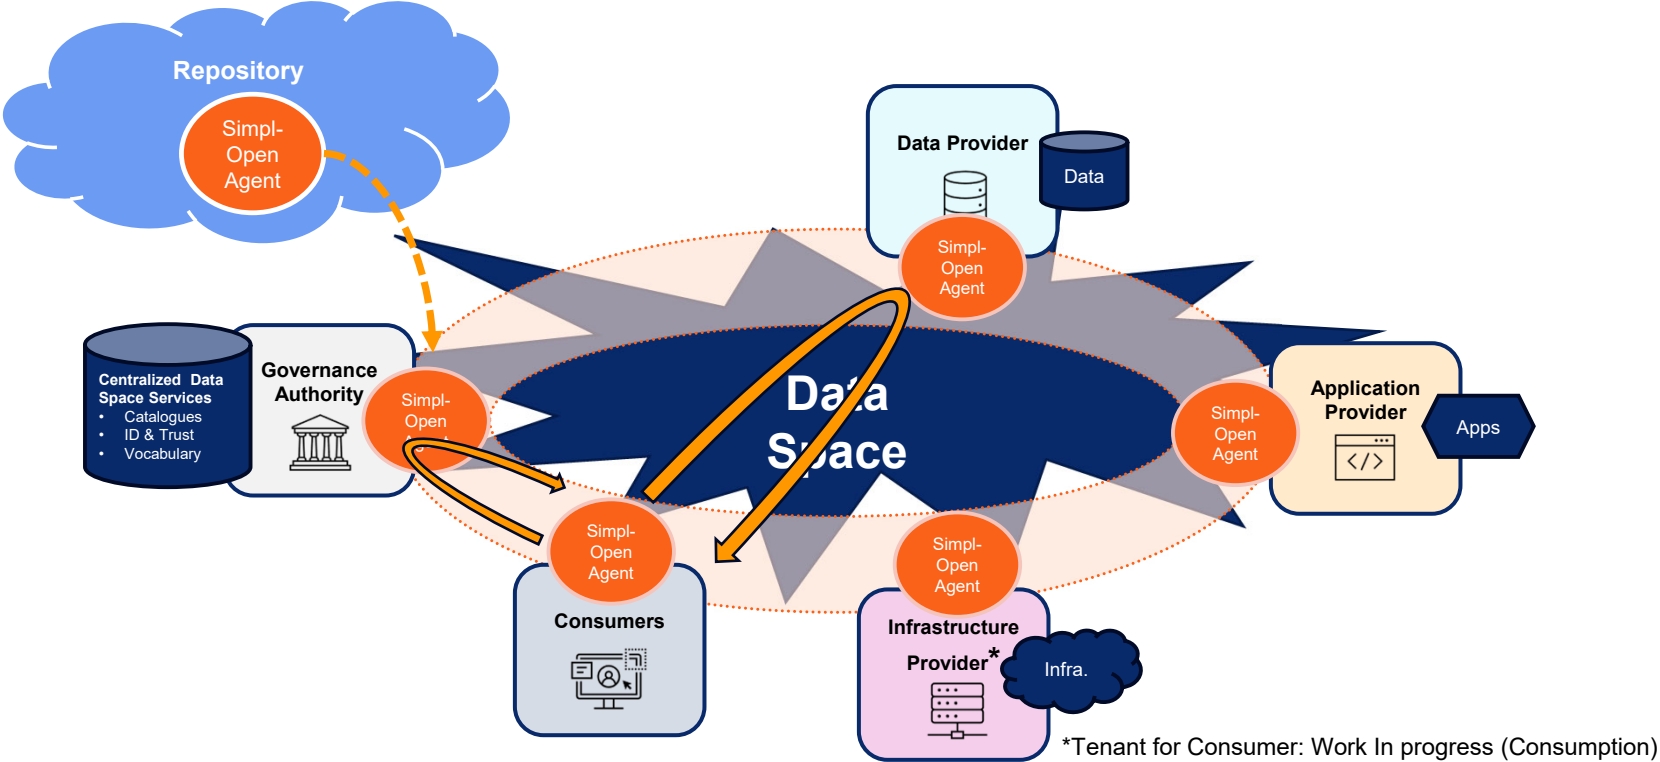 Repository
Simpl-
Open
Agent
Data Provider
Data
Simpl-
Open
Agent
Centralized Data
Space Services
• Catalogues
• ID & Trust
• Vocabulary
Governance
Authority
Simpl-
Open
Data
Space
Application
Provider
Apps
Simpl-
Open
Agent
Simpl-
Open
Agent
Consumers
Simpl-
Open
Agent
Infrastructure
Provider*
Infra.
*Tenant for Consumer: Work In progress (Consumption)